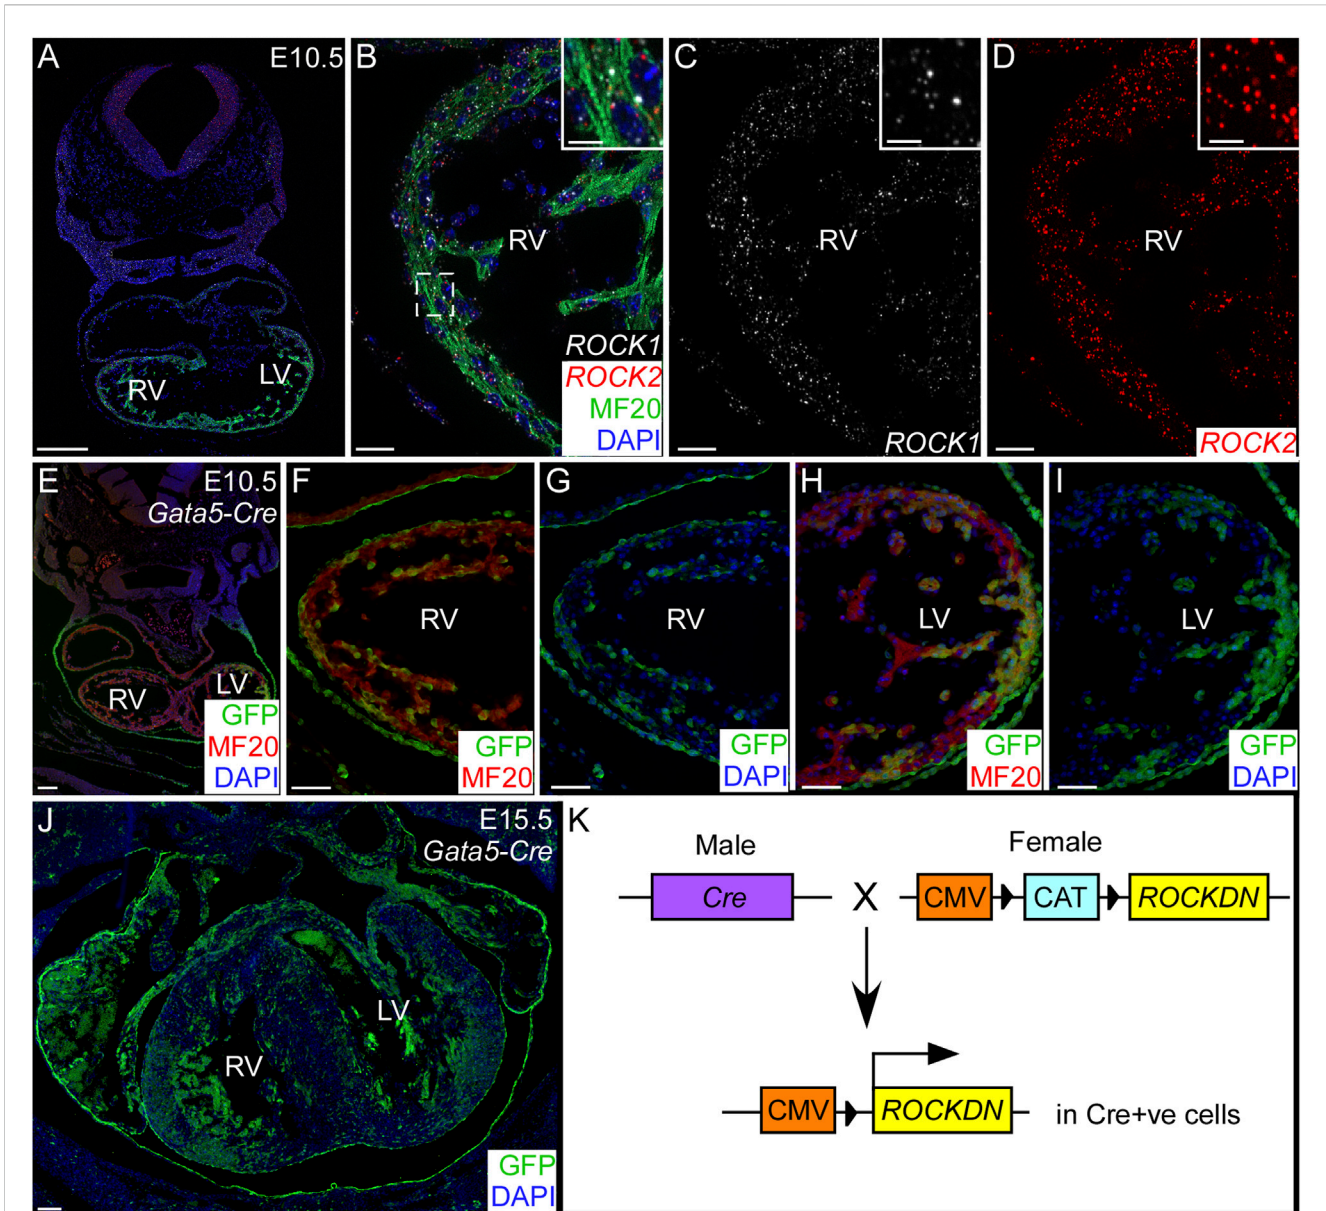 A
E10.5
RV
LV
B
RV
ROCK1
ROCK2
MF20
DAPI
C
RV
ROCK1
D
RV
ROCK2
E
E10.5
Gata5-Cre
RV
LV
GFP
MF20
DAPI
F
RV
GFP
MF20
G
RV
GFP
DAPI
H
LV
GFP
MF20
I
LV
GFP
DAPI
J
E15.5
Gata5-Cre
LV
RV
GFP
DAPI
K
Male
Female
Cre
X
CMV
CAT
ROCKDN
CMV
ROCKDN
in Cre+ve cells